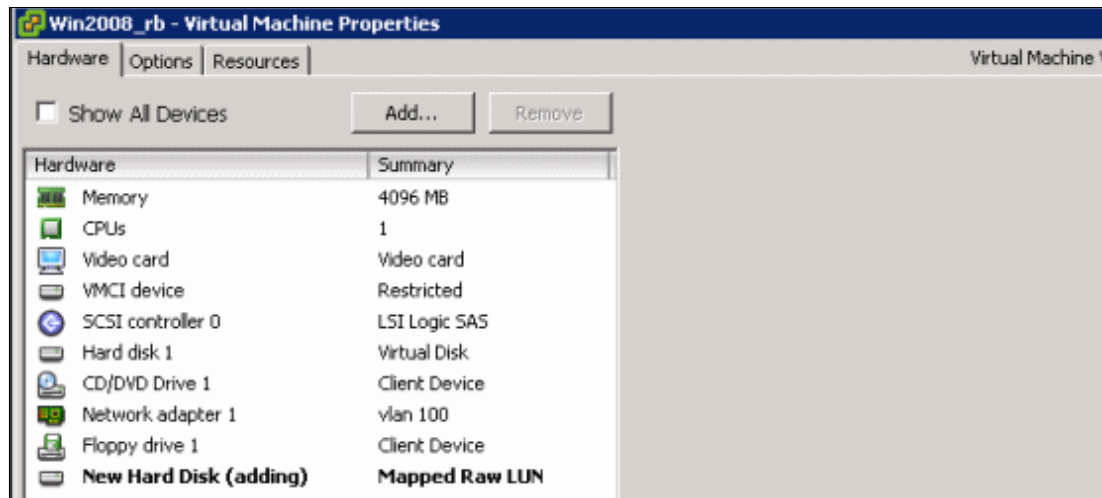 Win2008_rb - Virtual Machine Properties
Hardware Options Resources Virtual Machine
Show All Devices Add... Remove
Hardware Summary
Memory 4096 MB
CPUs 1
Video card Video card
VMCI device Restricted
SCSI controller 0 LSI Logic SAS
Hard disk 1 Virtual Disk
CD/DVD Drive 1 Client Device
Network adapter 1 vlan 100
Floppy drive 1 Client Device
New Hard Disk (adding) Mapped Raw LUN